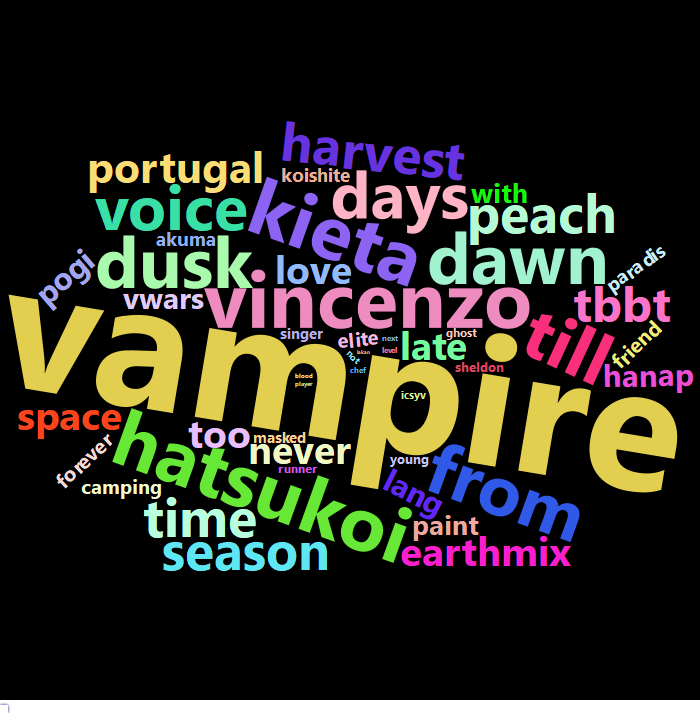 harvest
portugal
koishite
days
with
voice
kieta
peach
akuma
dusk
dawn
pogi
love
paradis
vwars
vincenzo
tbbt
vampire
singer
elite
next
ghost
till
friend
late
level
not
sheldon
hanap
chef
blood
player
icsyv
space
hatsukoi
too
masked
never
forever
runner
young
from
camping
lang
time
paint
season
earthmix